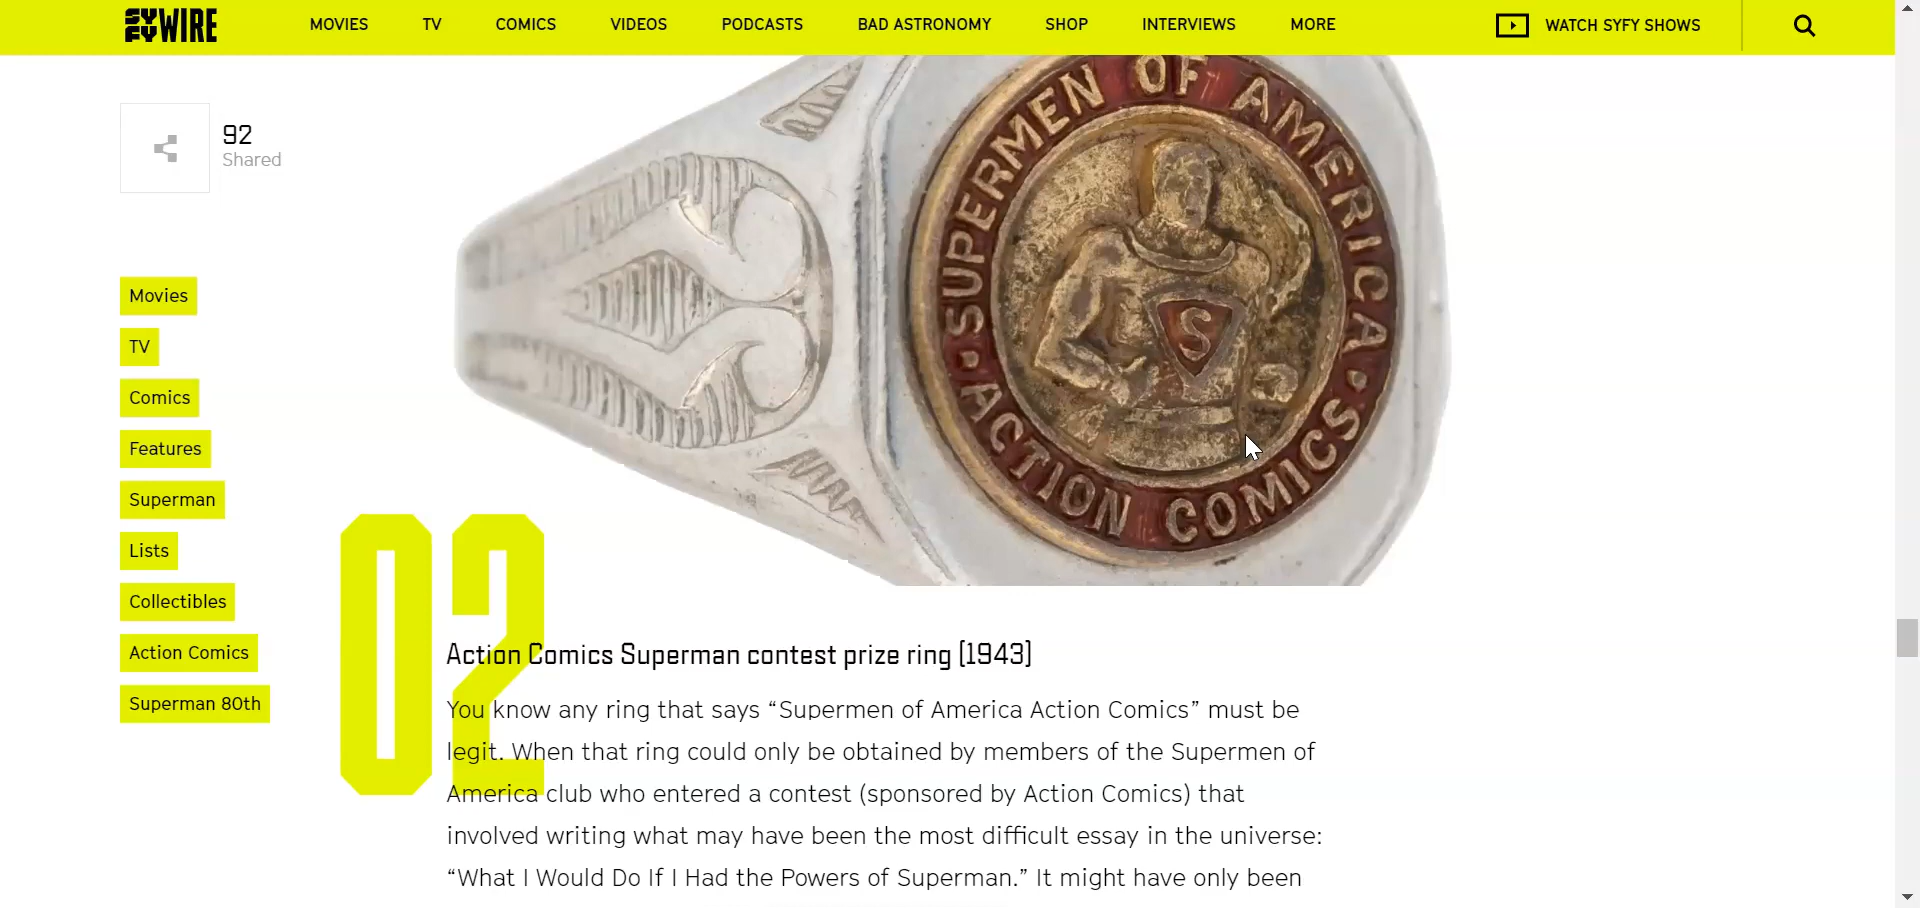 SYFYWIRE
MOVIES TV COMICS VIDEOS PODCASTS BAD ASTRONOMY SHOP INTERVIEWS MORE WATCH SYFY SHOWS
92
Shared
Movies
TV
Comics
Features
Superman
Lists
Collectibles
Action Comics
Superman 80th
SUPERMEN OF AMERICA
S
ACTION COMICS
02
Action Comics Superman contest prize ring (1943)
You know any ring that says “Supermen of America Action Comics” must be
legit. When that ring could only be obtained by members of the Supermen of
America club who entered a contest (sponsored by Action Comics) that
involved writing what may have been the most difficult essay in the universe:
“What I Would Do If I Had the Powers of Superman.” It might have only been